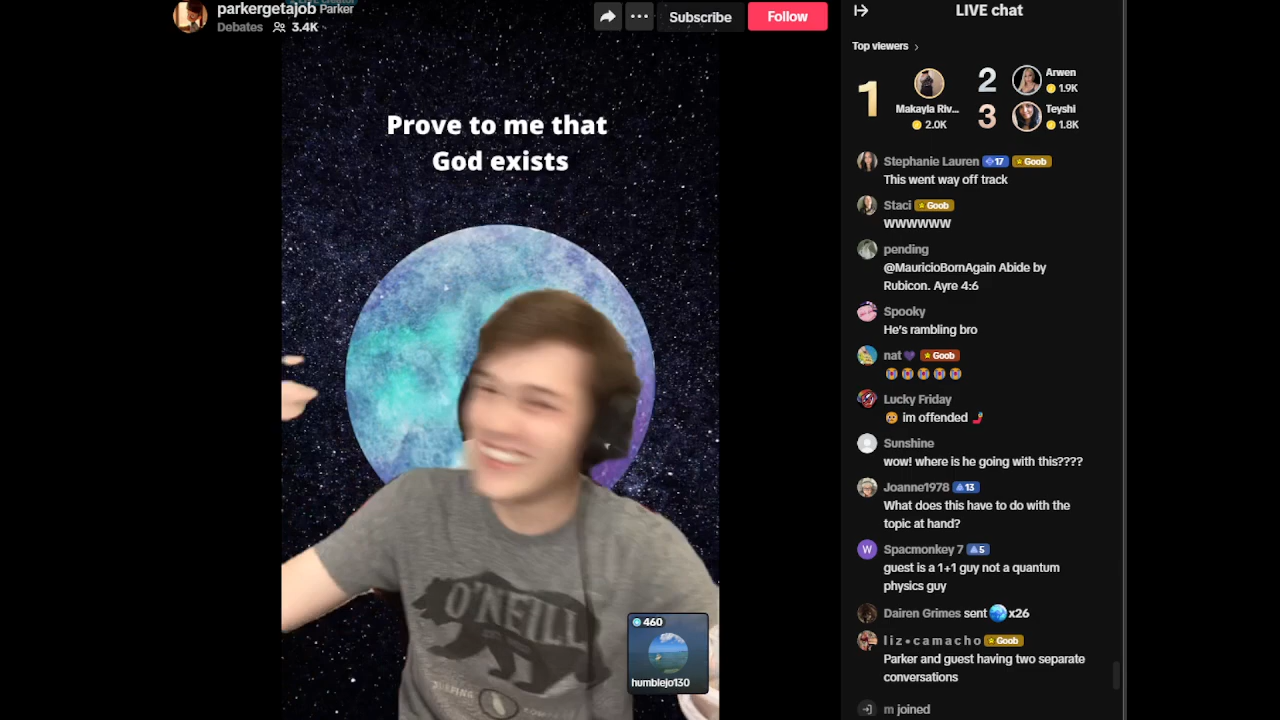 parkergetajob Parker
Debates 3.4K
Subscribe
Follow
Prove to me that
God exists
O'NEILL
460
humblejo130
LIVE chat
Top viewers
1
Makayla Riv...
2.0K
2
Arwen
1.9K
3
Teyshi
1.8K
Stephanie Lauren 17 Goob
This went way off track
Staci Goob
WWWWWW
pending
@MauricioBornAgain Abide by
Rubicon. Ayre 4:6
Spooky
He's rambling bro
nat Goob
Lucky Friday
im offended
Sunshine
wow! where is he going with this????
Joanne1978 13
What does this have to do with the
topic at hand?
W
Spacmonkey 7 5
guest is a 1+1 guy not a quantum
physics guy
Dairen Grimes sent x26
liz•camacho Goob
Parker and guest having two separate
conversations
m joined